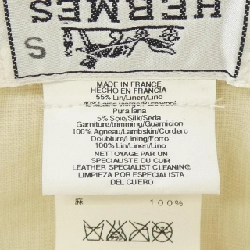 HERMES
S
MADE IN FRANCE
HECHO EN FRANCIA
55% Lin/Linen/Lino
Pura lana
5% Soie/Silk/Seda
Garniture/Trimming/Guarnicion
100% Agneau/Lambskin/Cordero
Doublure/Lining/Forro
100% Lin/Linen/Lino
NETTOYAGE PAR UN
SPECIALISTE DU CUIR
LEATHER SPECIALIST CLEANING
LIMPIEZA POR ESPECIALISTA
DEL CUERO
麻 100%